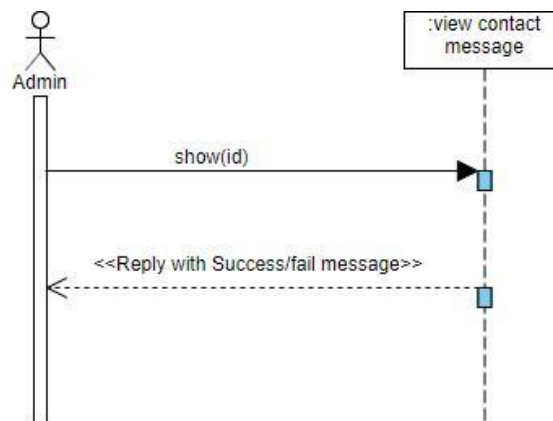 :view contact
message
Admin
show(id)
<<Reply with Success/fail message>>